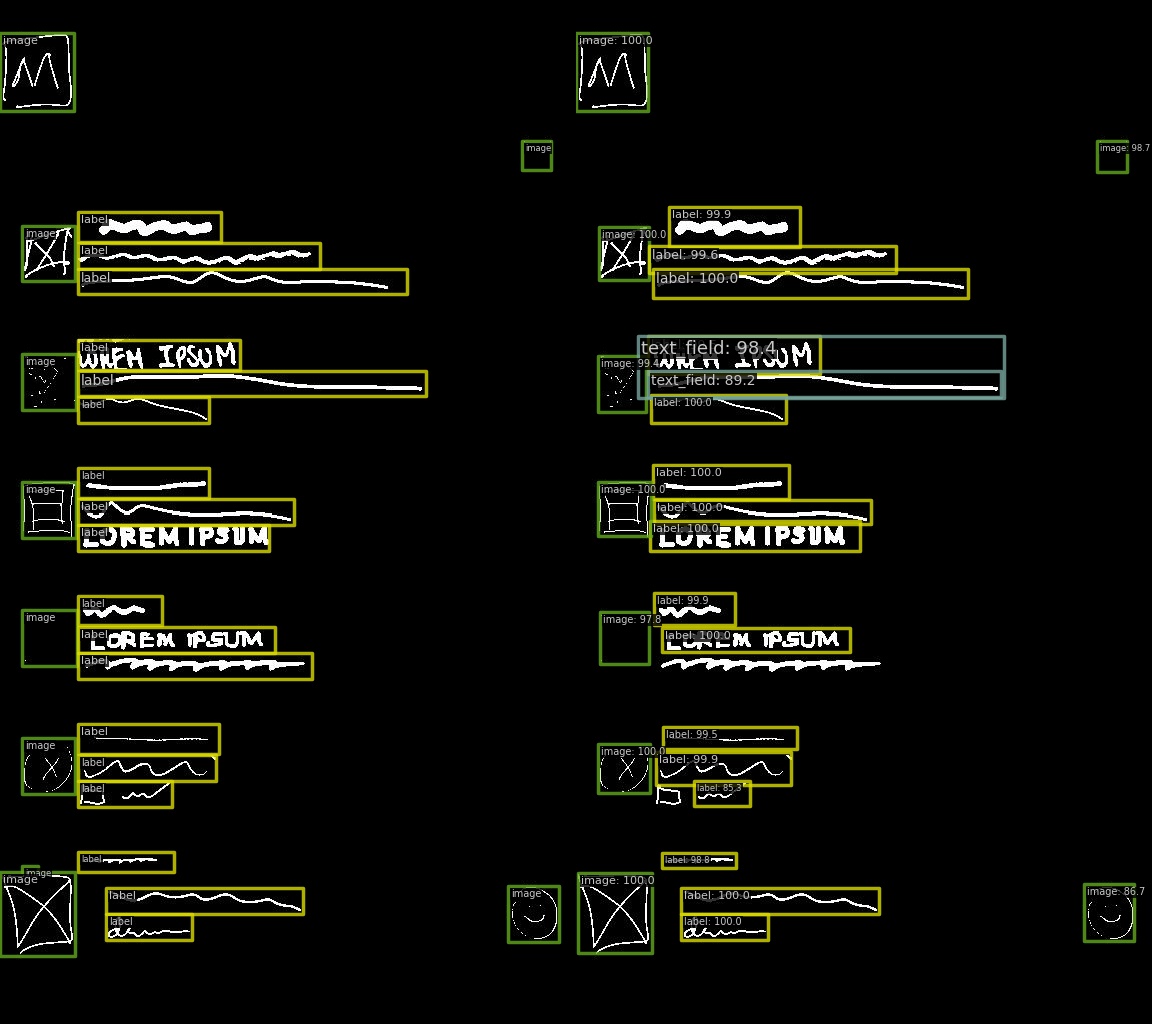 image image: 100.0
M M
image image: 98.7
label label: 99.9
image label image: 100.0 label: 99.6
label label: 100.0
label IPSUM text_field: 98.4 IPSUM
image image: 99.4
label text_field: 89.2
label label: 100.0
label label: 100.0
image image: 100.0
label label: 100.0
label LOREM IPSUM label: 100.0 LOREM IPSUM
label label: 99.9
image image: 97.8
label LOREM IPSUM label: 100.0 LOREM IPSUM
label
label label: 99.5
image image: 100.0
label X label: 99.9 X
label label: 85.3
label label: 98.8
image
image image: 100.0
label image label: 100.0 image: 86.7
label label: 100.0